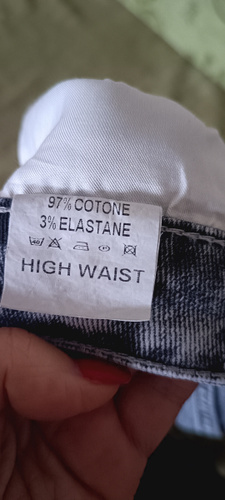 97% COTONE
3% ELASTANE
HIGH WAIST